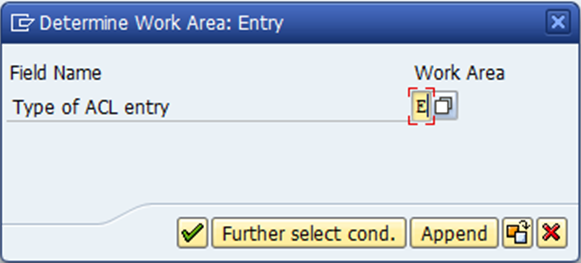 Determine Work Area: Entry
Field Name Work Area
Type of ACL entry E
Further select cond. Append